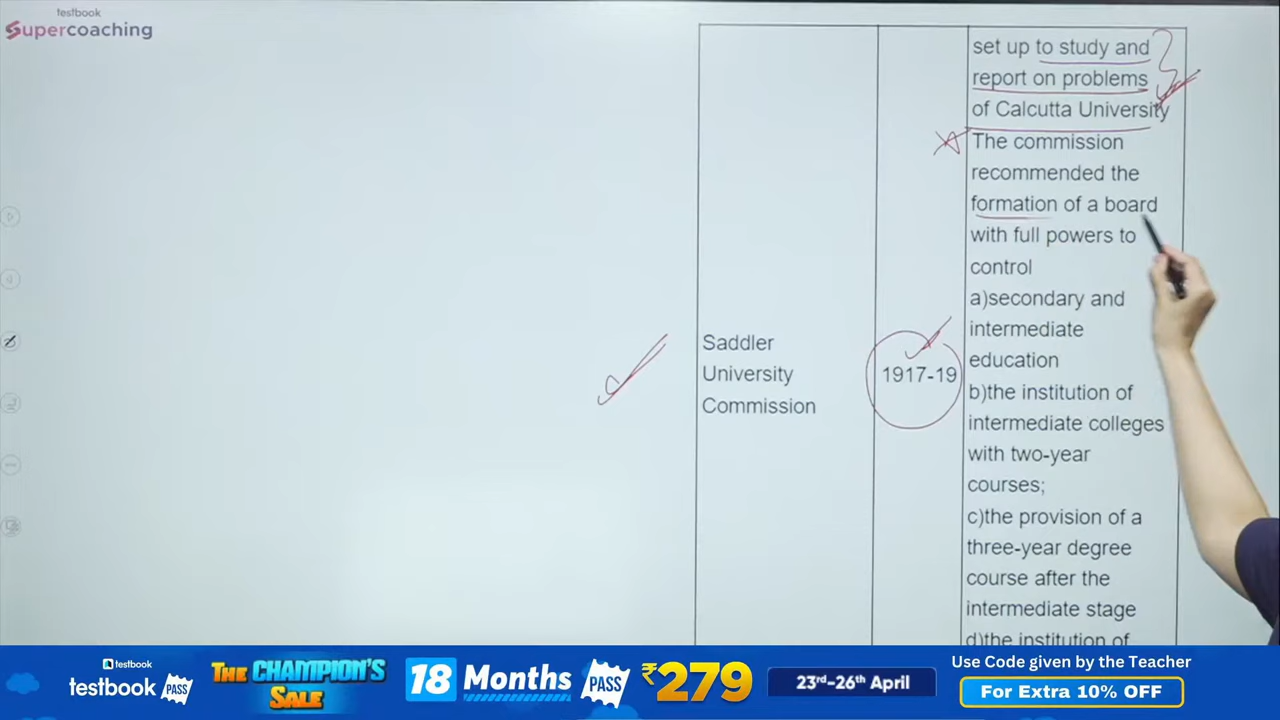 testbook
Supercoaching
set up to study and
report on problems
of Calcutta University
The commission
recommended the
formation of a board
with full powers to
control
a)secondary and
intermediate
education
b)the institution of
intermediate colleges
with two-year
courses;
c)the provision of a
three-year degree
course after the
intermediate stage
d)the institution of
Saddler
University
Commission
1917-19
testbook
testbook PASS
THE CHAMPION'S
SALE
18 Months PASS ₹279
23rd-26th April
Use Code given by the Teacher
For Extra 10% OFF